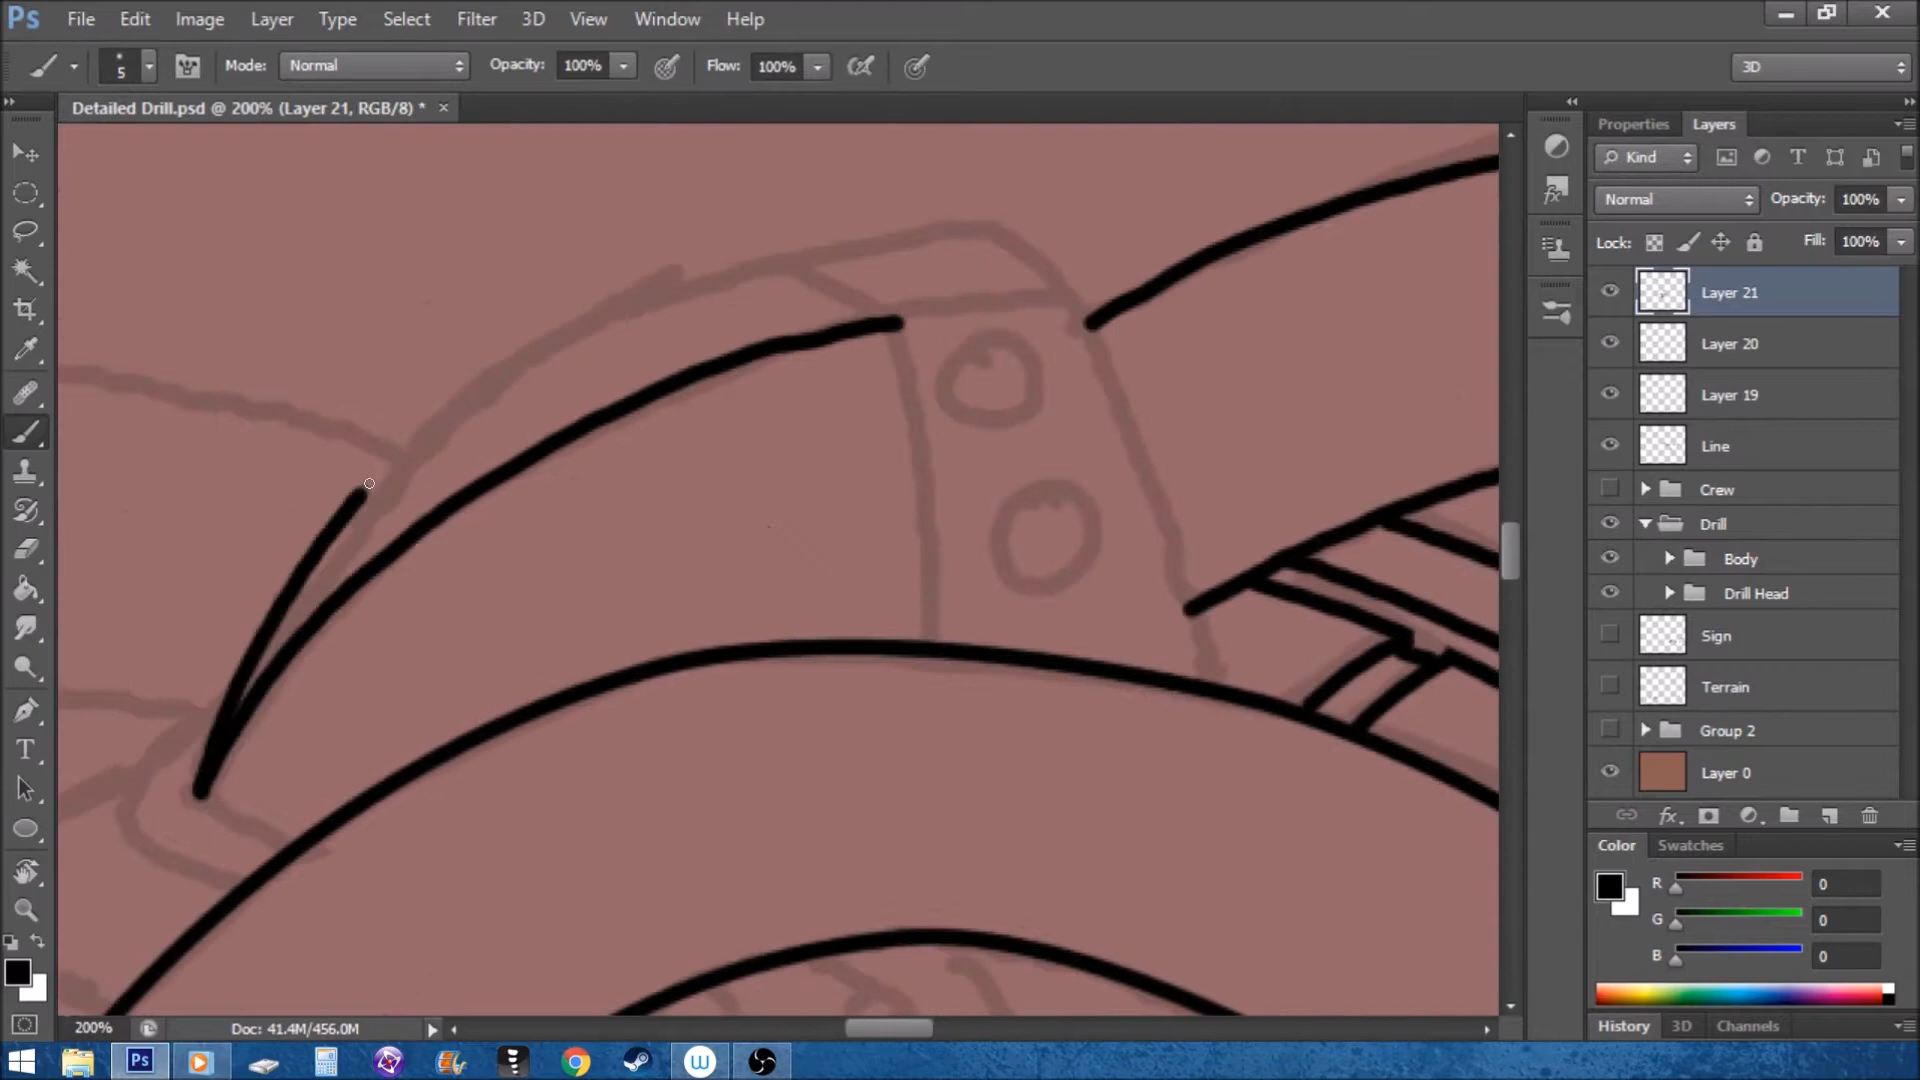 Ps File Edit Image Layer Type Select Filter 3D View Window Help
5 Mode: Normal Opacity: 100% Flow: 100% 3D
Detailed Drill.psd @ 200% (Layer 21, RGB/8) * ×
Properties Layers
Kind T
Normal Opacity: 100%
Lock: Fill: 100%
Layer 21
Layer 20
Layer 19
Line
Crew
Drill
Body
Drill Head
Sign
Terrain
Group 2
Layer 0
fx
Color Swatches
R 0
G 0
B 0
200% Doc: 41.4M/456.0M
History 3D Channels
Ps W